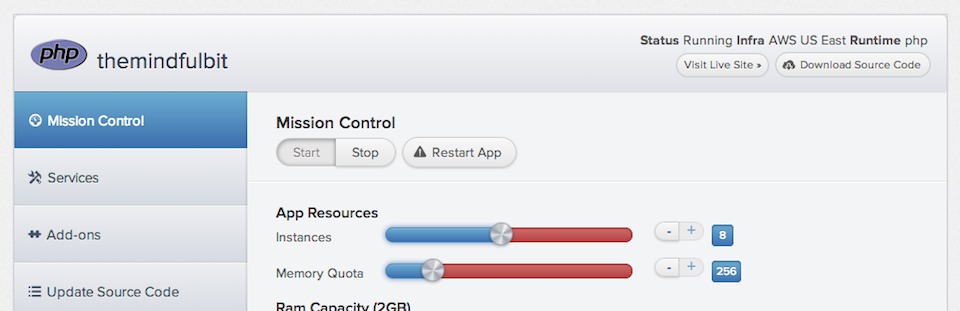 php themindfulbit
Status Running Infra AWS US East Runtime php
Visit Live Site »
Download Source Code
Mission Control
Services
Add-ons
Update Source Code
Mission Control
Start
Stop
Restart App
App Resources
Instances
- +
8
Memory Quota
- +
256
Ram Capacity (2GB)